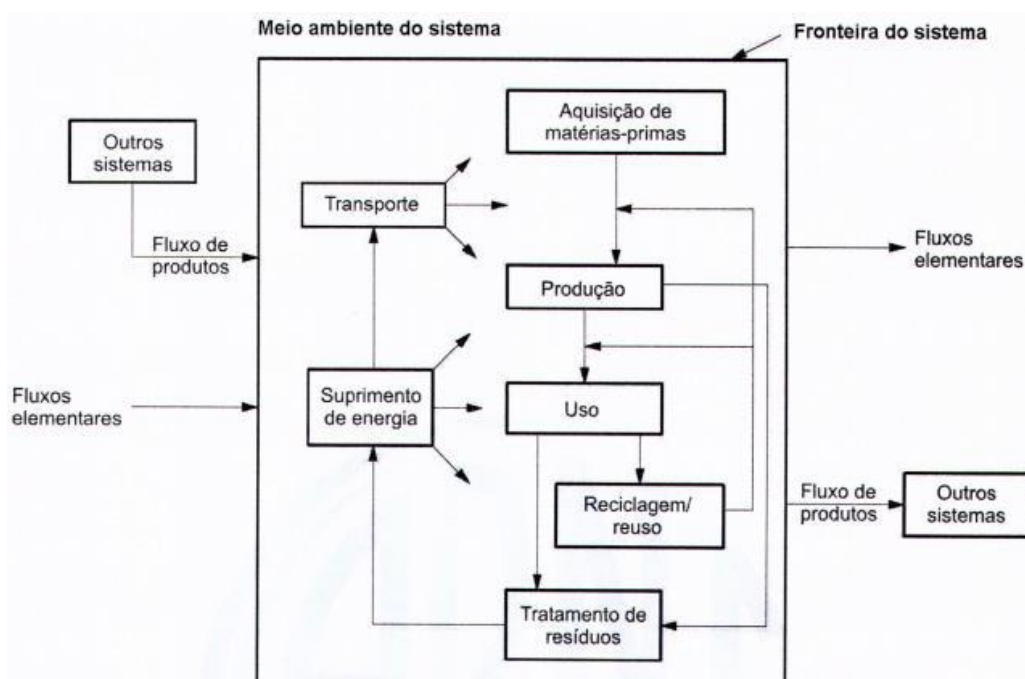 Meio ambiente do sistema
Fronteira do sistema
Outros
sistemas
Fluxo de
produtos
Fluxos
elementares
Transporte
Suprimento
de energia
Aquisição de
matérias-primas
Produção
Uso
Reciclagem/
reuso
Tratamento de
resíduos
Fluxos
elementares
Fluxo de
produtos
Outros
sistemas